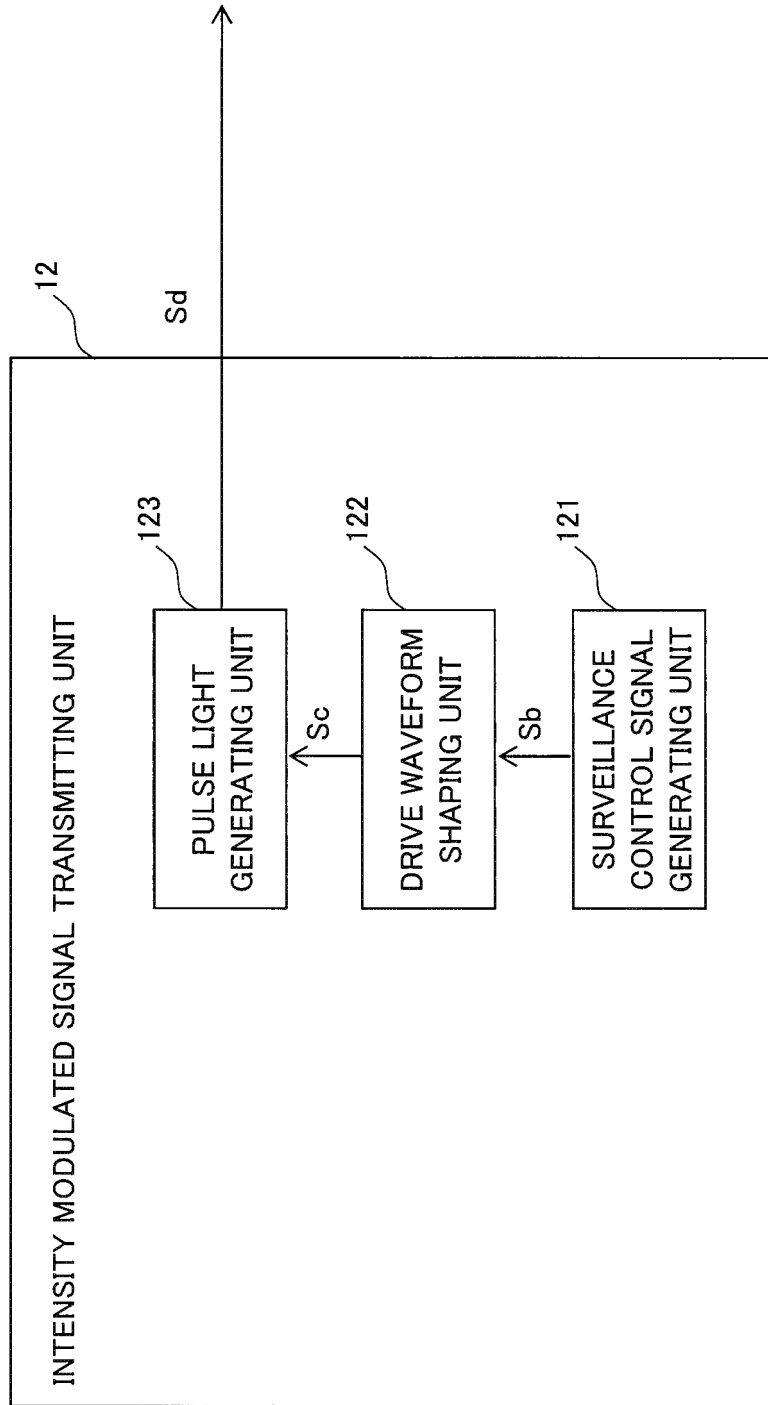 INTENSITY MODULATED SIGNAL TRANSMITTING UNIT
12
Sd
123
PULSE LIGHT
GENERATING UNIT
Sc
122
DRIVE WAVEFORM
SHAPING UNIT
Sb
121
SURVEILLANCE
CONTROL SIGNAL
GENERATING UNIT